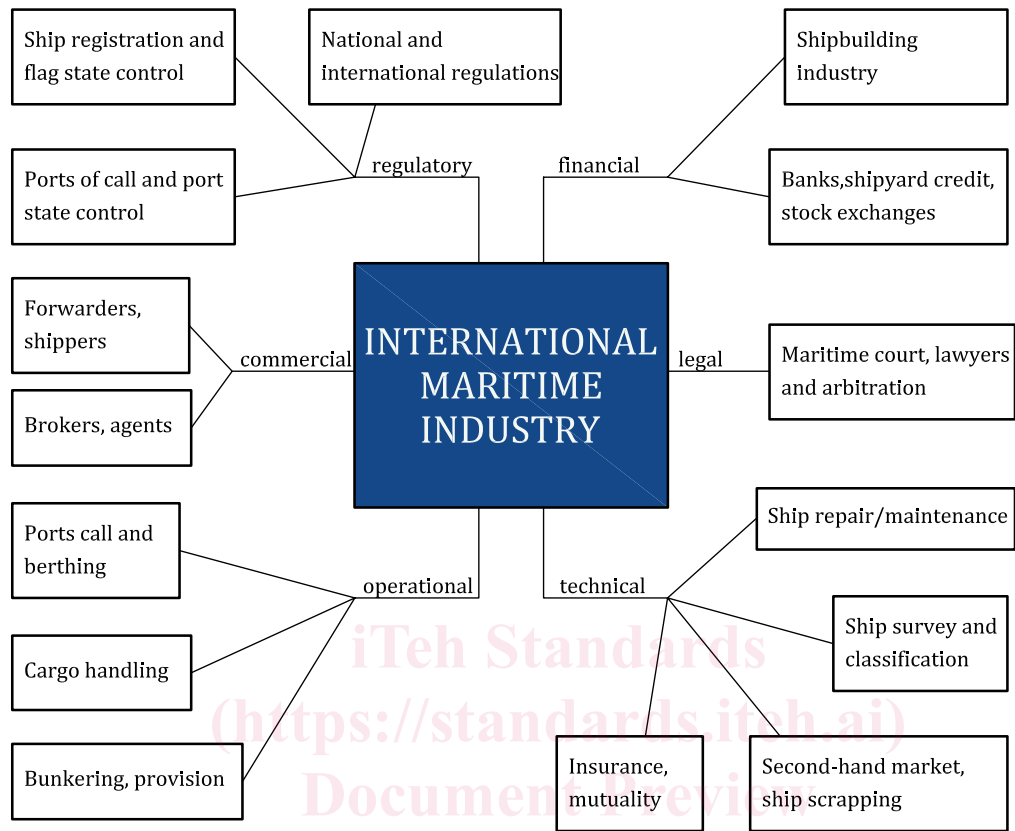 Ship registration and
flag state control
National and
international regulations
Shipbuilding
industry
regulatory
financial
Ports of call and port
state control
Banks,shipyard credit,
stock exchanges
Forwarders,
shippers
commercial
INTERNATIONAL
MARITIME
INDUSTRY
legal
Maritime court, lawyers
and arbitration
Brokers, agents
Ports call and
berthing
operational
technical
Ship repair/maintenance
Ship survey and
classification
Cargo handling
Bunkering, provision
Insurance,
mutuality
Second-hand market,
ship scrapping
iTeh Standards
(https://standards.iteh.ai)
Document Preview